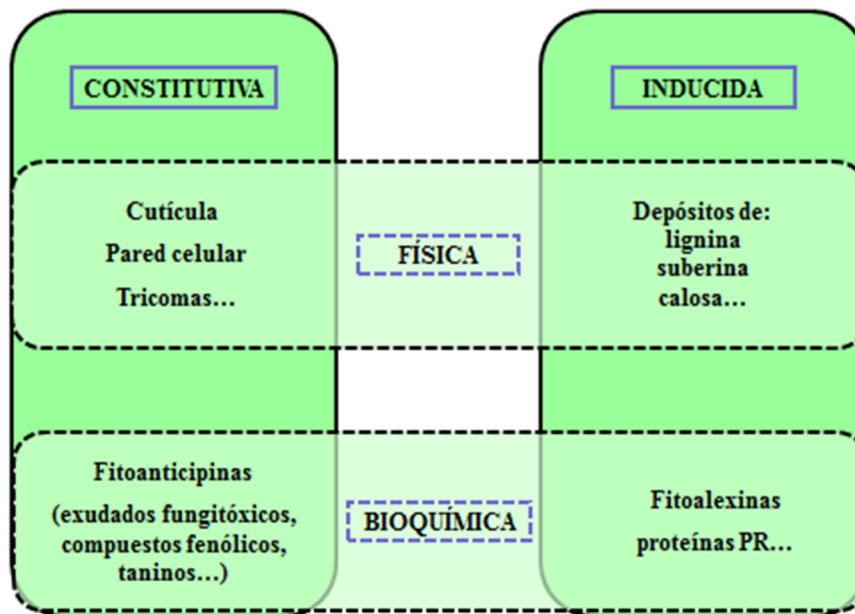 CONSTITUTIVA
INDUCIDA
Cutícula
Pared celular
Tricomas…
FÍSICA
Depósitos de:
lignina
suberina
calosa…
Fitoanticipinas
(exudados fungitóxicos,
compuestos fenólicos,
taninos…)
BIOQUÍMICA
Fitoalexinas
proteínas PR…